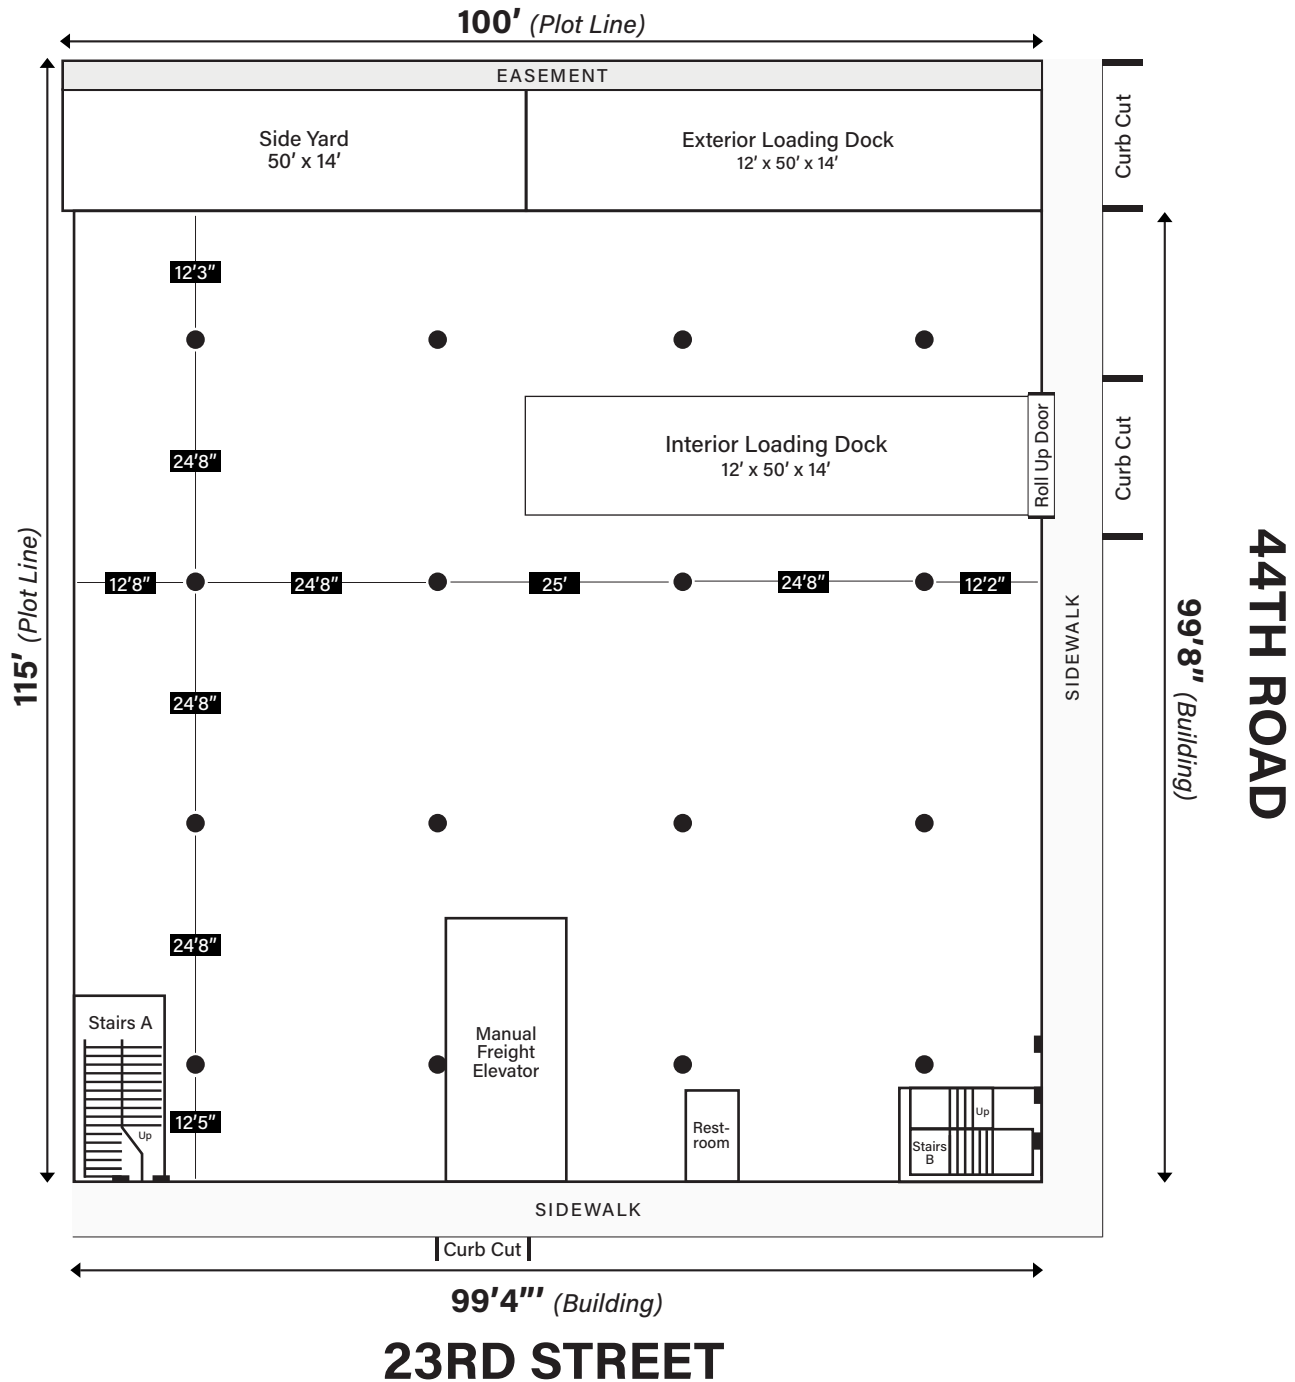 100′ (Plot Line)
EASEMENT
Side Yard
50′ x 14′
Exterior Loading Dock
12′ x 50′ x 14′
Curb Cut
12′3″
24′8″
Interior Loading Dock
12′ x 50′ x 14′
Roll Up Door
Curb Cut
115′ (Plot Line)
12′8″
24′8″
25′
24′8″
12′2″
SIDEWALK
99′8″ (Building)
44TH ROAD
24′8″
24′8″
Stairs A
Up
12′5″
Manual
Freight
Elevator
Rest-
room
Up
Stairs
B
SIDEWALK
Curb Cut
99′4″′ (Building)
23RD STREET